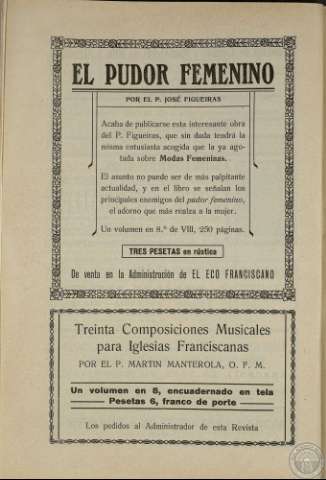 EL PUDOR FEMENINO
POR EL P. JOSÉ FIGUEIRAS
Acaba de publicarse esta interesante obra
del P. Figueiras, que sin duda tendrá la
misma entusiasta acogida que la ya ago-
tada sobre Modas Femeninas.
El asunto no puede ser de más palpitante
actualidad, y en el libro se señalan los
principales enemigos del pudor femenino,
el adorno que más realza a la mujer.
Un volumen en 8.º de VIII, 250 páginas.
TRES PESETAS en rústica
De venta en la Administración de EL ECO FRANCISCANO
Treinta Composiciones Musicales
para Iglesias Franciscanas
POR EL P. MARTIN MANTEROLA, O. F. M.
Un volumen en 8, encuadernado en tela
Pesetas 6, franco de porte
Los pedidos al Administrador de esta Revista